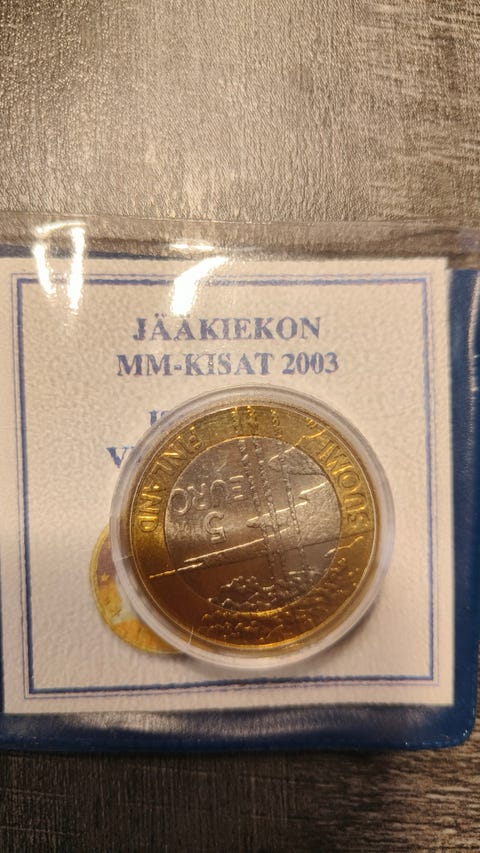 JÄÄKIEKON
MM-KISAT 2003
SUOMI
FINLAND
5
EURO